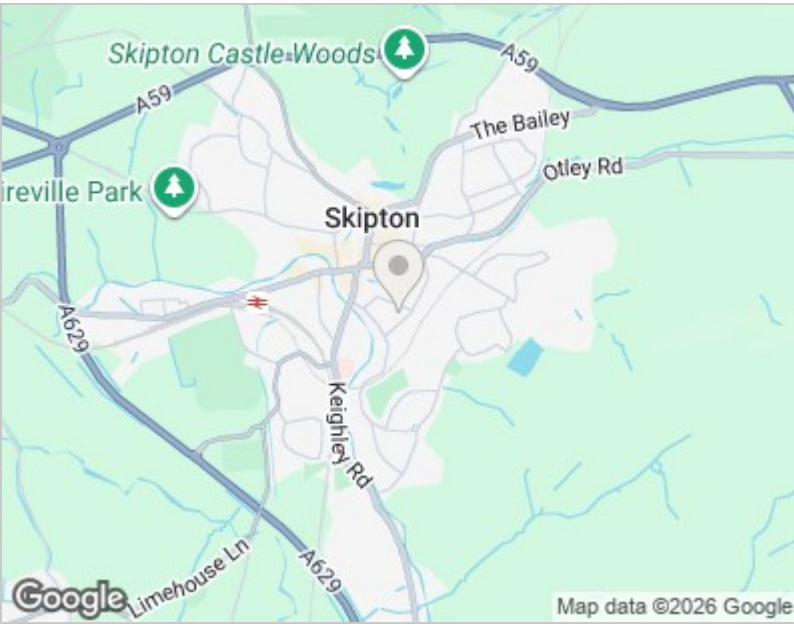 Skipton Castle Woods
A59
A59
The Bailey
Otley Rd
ireville Park
Skipton
A629
Keighley Rd
Limehouse Ln
A629
Google
Map data ©2026 Google